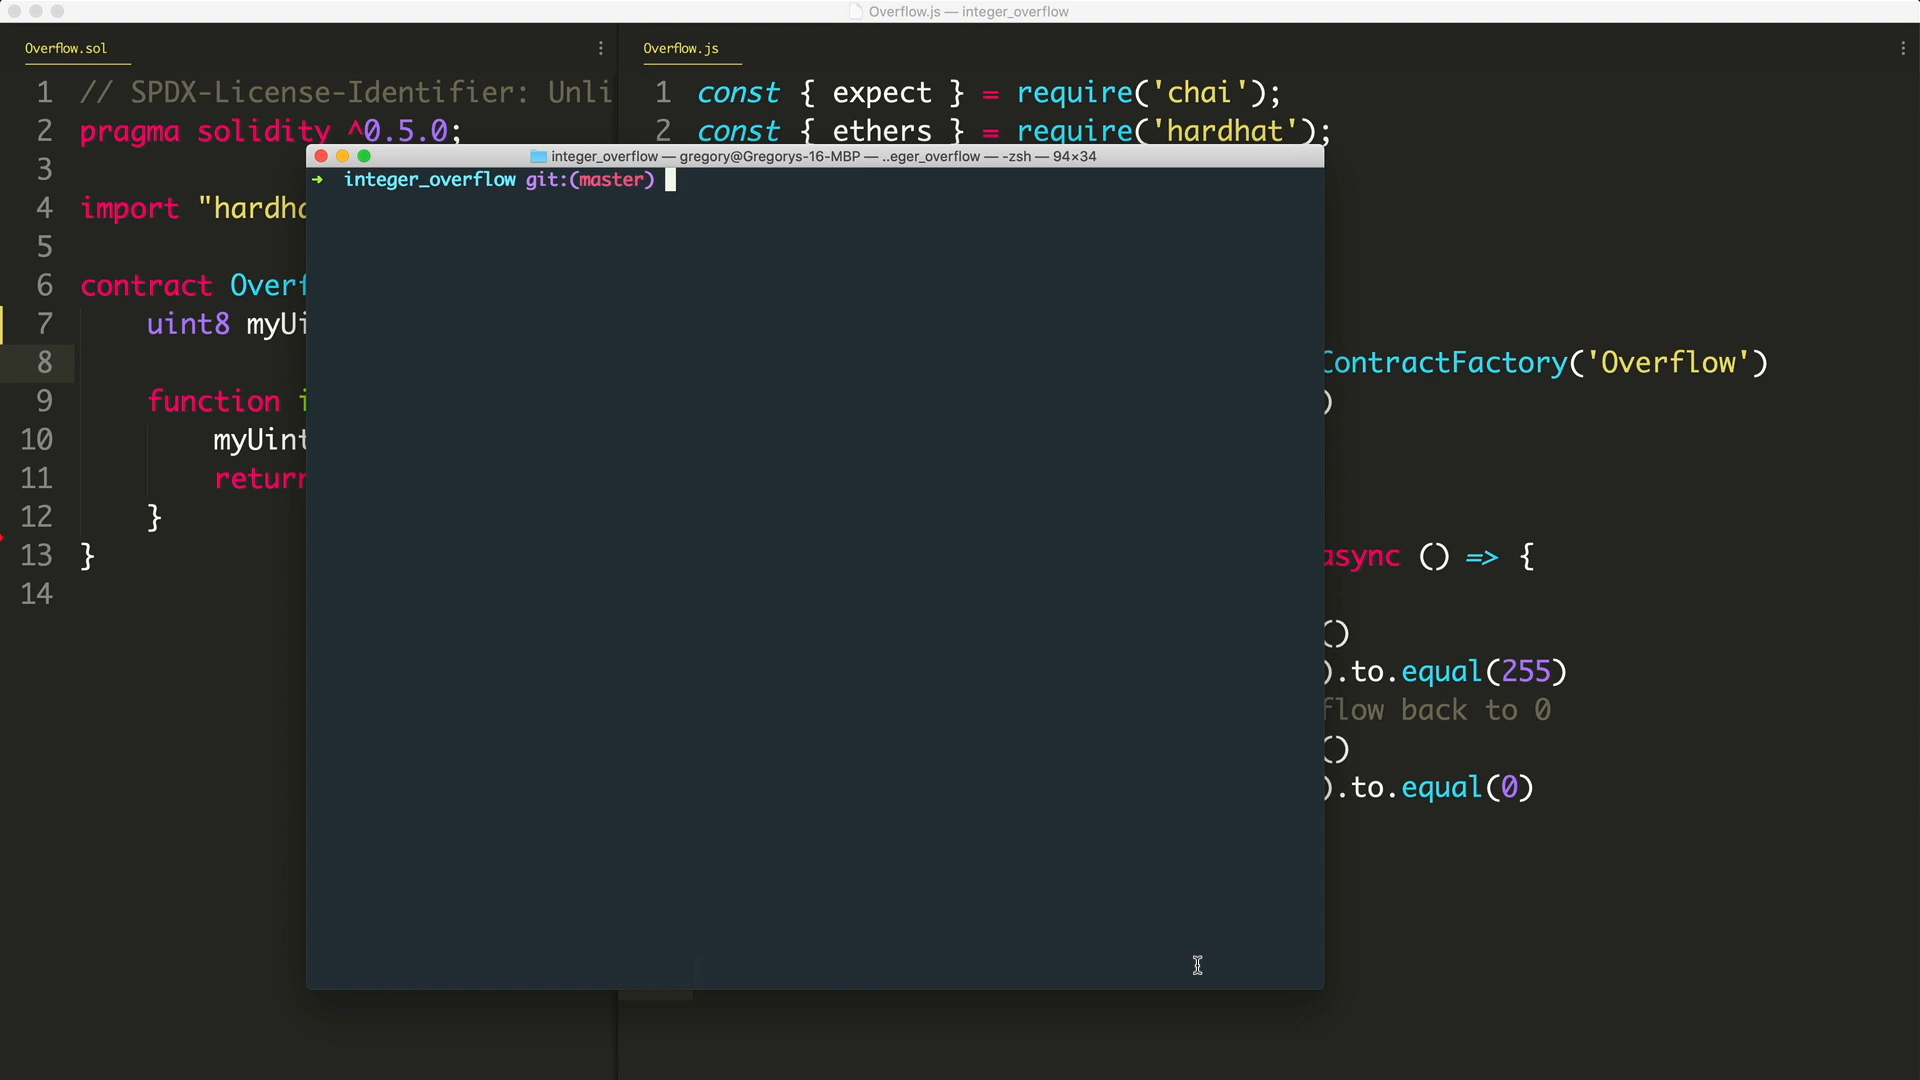 Overflow.js — integer_overflow
Overflow.sol
1 // SPDX-License-Identifier: Unli
2 pragma solidity ^0.5.0;
3
4 import "hardha
5
6 contract Overf
7 uint8 myUi
8
9 function i
10 myUint
11 return
12 }
13 }
14
Overflow.js
1 const { expect } = require('chai');
2 const { ethers } = require('hardhat');
ContractFactory('Overflow')
)
async () => {
()
).to.equal(255)
flow back to 0
()
).to.equal(0)
integer_overflow — gregory@Gregorys-16-MBP — ..eger_overflow — -zsh — 94×34
➜ integer_overflow git:(master)